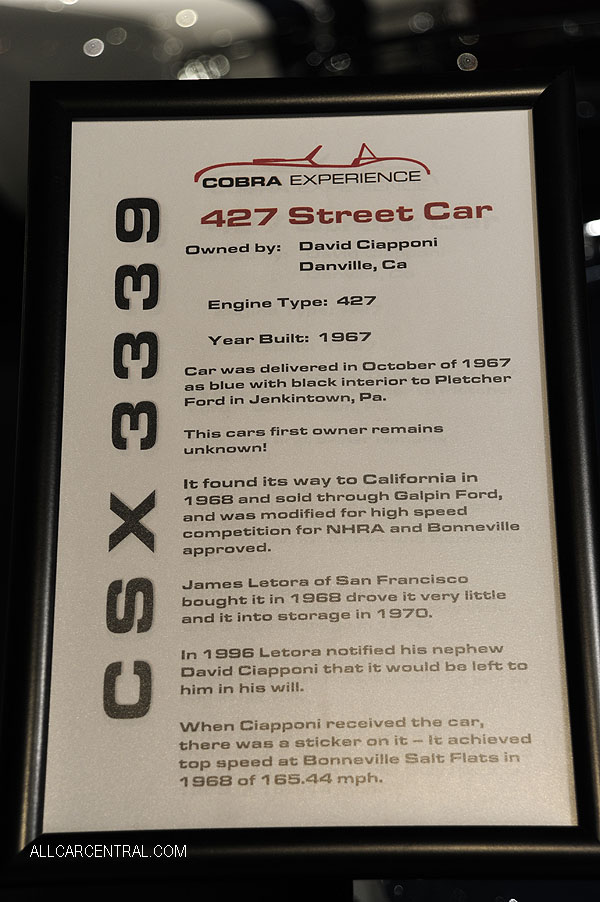 COBRA EXPERIENCE
427 Street Car
Owned by: David Ciapponi
Danville, Ca
Engine Type: 427
Year Built: 1967
Car was delivered in October of 1967
as blue with black interior to Pletcher
Ford in Jenkintown, Pa.
This cars first owner remains
unknown!
It found its way to California in
1968 and sold through Galpin Ford,
and was modified for high speed
competition for NHRA and Bonneville
approved.
James Letora of San Francisco
bought it in 1968 drove it very little
and it into storage in 1970.
In 1996 Letora notified his nephew
David Ciapponi that it would be left to
him in his will.
When Ciapponi received the car,
there was a sticker on it – It achieved
top speed at Bonneville Salt Flats in
1968 of 165.44 mph.
CSX 3339
ALLCARCENTRAL.COM